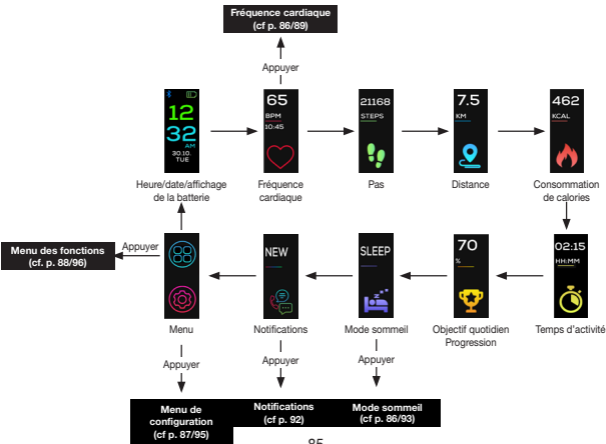 Fréquence cardiaque
(cf p. 86/89)
Appuyer
12
32
AM
30.10.
TUE
65
BPM
10:45
21168
STEPS
7.5
KM
462
KCAL
Heure/date/affichage
de la batterie
Fréquence
cardiaque
Pas
Distance
Consommation
de calories
Menu des fonctions
(cf. p. 88/96)
Appuyer
NEW
SLEEP
z z z
70
%
02:15
HH:MM
Menu
Notifications
Mode sommeil
Objectif quotidien
Progression
Temps d'activité
Appuyer
Appuyer
Appuyer
Menu de
configuration
(cf p. 87/95)
Notifications
(cf p. 92)
Mode sommeil
(cf p. 86/93)
85